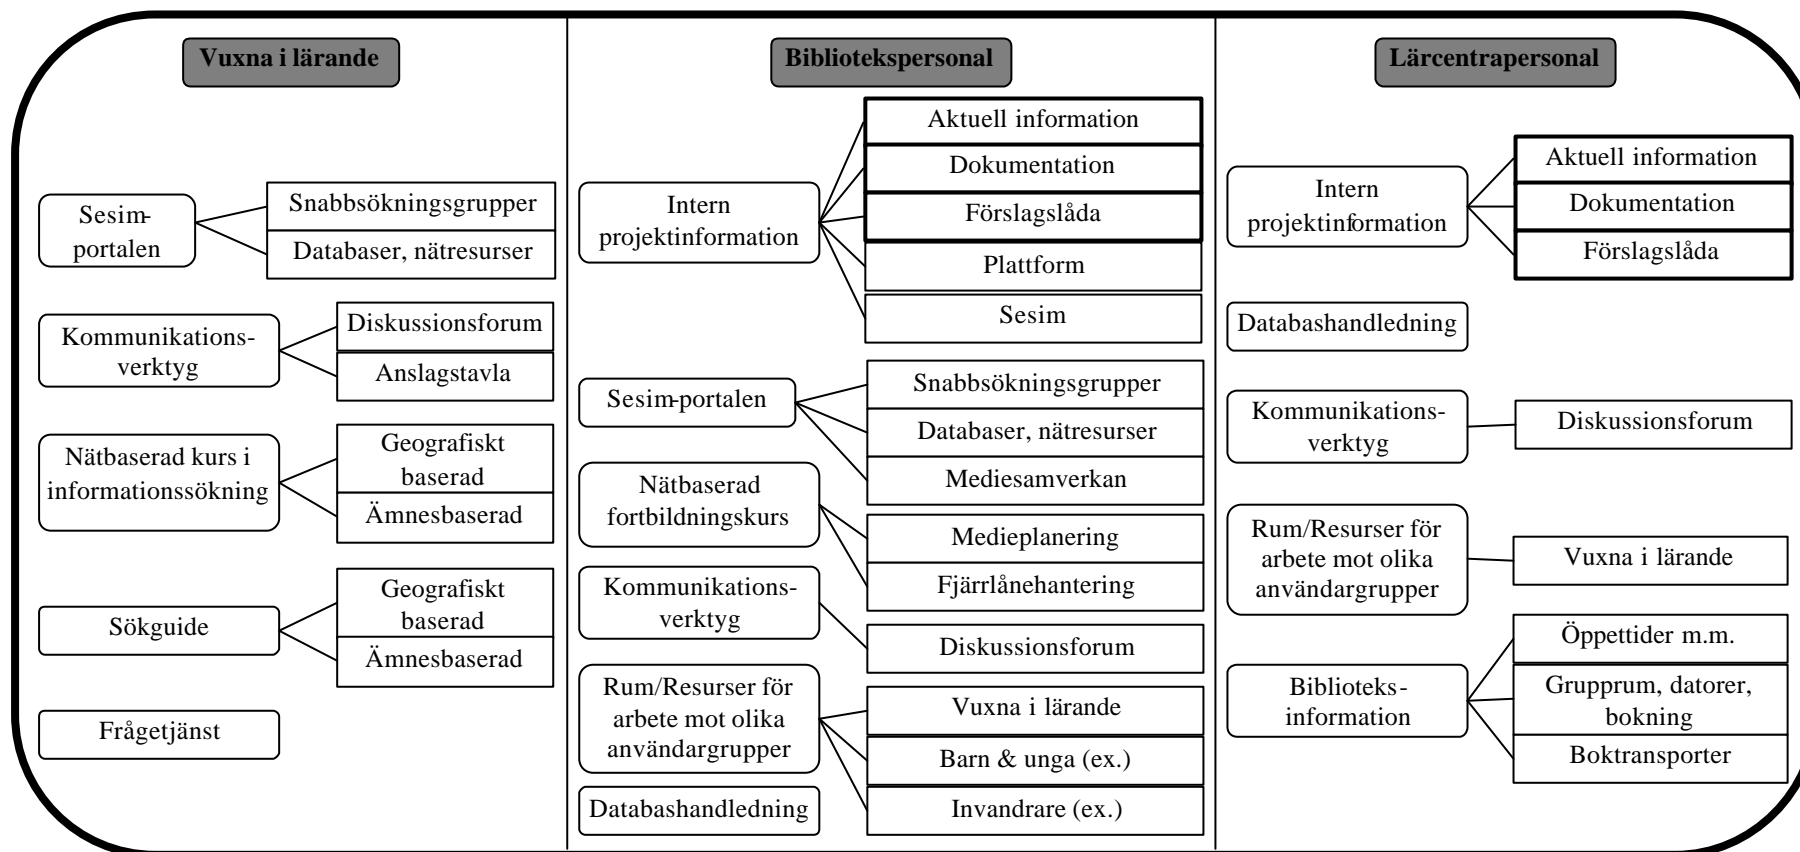 Vuxna i lärande
Sesim-
portalen
Snabbsökningsgrupper
Databaser, nätresurser
Kommunikations-
verktyg
Diskussionsforum
Anslagstavla
Nätbaserad kurs i
informationssökning
Geografiskt
baserad
Ämnesbaserad
Sökguide
Geografiskt
baserad
Ämnesbaserad
Frågetjänst
Bibliotekspersonal
Intern
projektinformation
Aktuell information
Dokumentation
Förslagslåda
Plattform
Sesim
Sesim-portalen
Snabbsökningsgrupper
Databaser, nätresurser
Mediesamverkan
Nätbaserad
fortbildningskurs
Medieplanering
Fjärrlånehantering
Kommunikations-
verktyg
Diskussionsforum
Rum/Resurser för
arbete mot olika
användargrupper
Vuxna i lärande
Barn & unga (ex.)
Invandrare (ex.)
Databashandledning
Lärcentrapersonal
Intern
projektinformation
Aktuell information
Dokumentation
Förslagslåda
Databashandledning
Kommunikations-
verktyg
Diskussionsforum
Rum/Resurser för
arbete mot olika
användargrupper
Vuxna i lärande
Biblioteks-
information
Öppettider m.m.
Grupprum, datorer,
bokning
Boktransporter